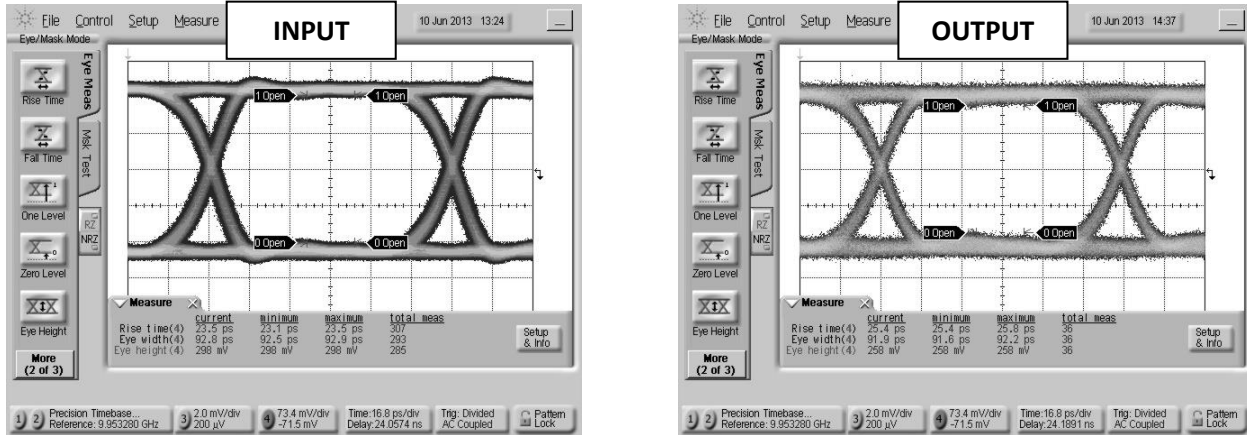 INPUT
File Control Setup Measure
10 Jun 2013 13:24
Eye/Mask Mode
Rise Time
Fall Time
One Level
Zero Level
Eye Height
More
(2 of 3)
Eye Meas
Msk Test
RZ
NRZ
1 Open 1 Open
0 Open 0 Open
Measure
current minimum maximum total meas
Rise time(4) 23.5 ps 23.1 ps 23.5 ps 307
Eye width(4) 92.8 ps 92.5 ps 92.9 ps 293
Eye height(4) 298 mV 298 mV 298 mV 285
Setup
& Info
1 2 Precision Timebase...
Reference: 9.953280 GHz
3 2.0 mV/div
200 µV
4 73.4 mV/div
-71.5 mV
Time:16.8 ps/div
Delay:24.0574 ns
Trig: Divided
AC Coupled
Pattern
Lock
OUTPUT
File Control Setup Measure
10 Jun 2013 14:37
Eye/Mask Mode
Rise Time
Fall Time
One Level
Zero Level
Eye Height
More
(2 of 3)
Eye Meas
Msk Test
RZ
NRZ
1 Open 1 Open
0 Open 0 Open
Measure
current minimum maximum total meas
Rise time(4) 25.4 ps 25.4 ps 25.8 ps 36
Eye width(4) 91.9 ps 91.6 ps 92.2 ps 36
Eye height(4) 258 mV 258 mV 258 mV 36
Setup
& Info
1 2 Precision Timebase...
Reference: 9.953280 GHz
3 2.0 mV/div
200 µV
4 73.4 mV/div
-71.5 mV
Time:16.8 ps/div
Delay:24.1891 ns
Trig: Divided
AC Coupled
Pattern
Lock